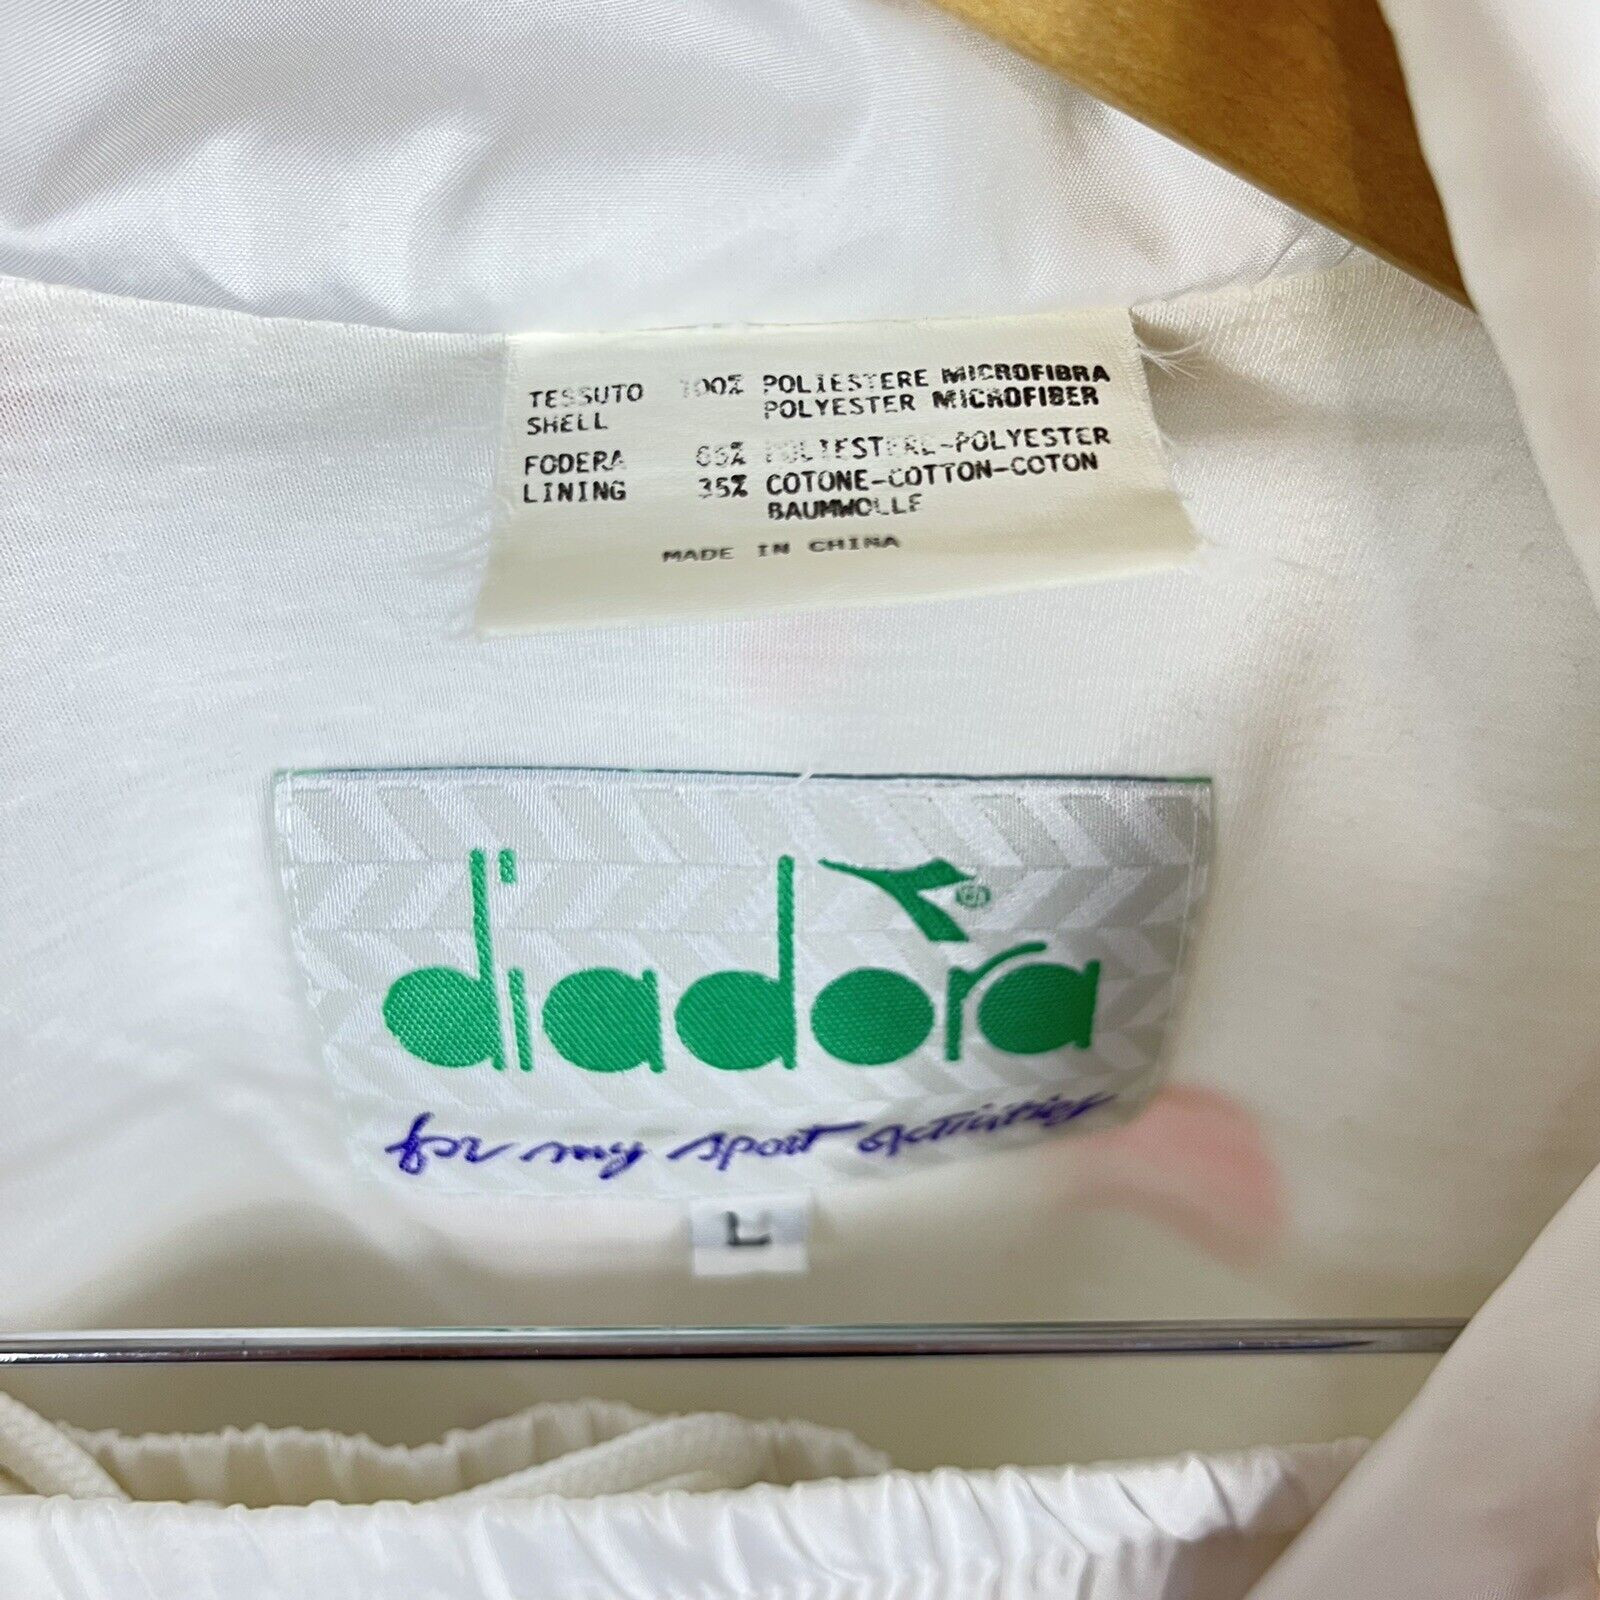 TESSUTO 100% POLIESTERE MICROFIBRA
SHELL POLYESTER MICROFIBER
FODERA 65% POLIESTERE-POLYESTER
LINING 35% COTONE-COTTON-COTON
BAUMWOLLE
MADE IN CHINA
diadora ®
for my sport activities
L